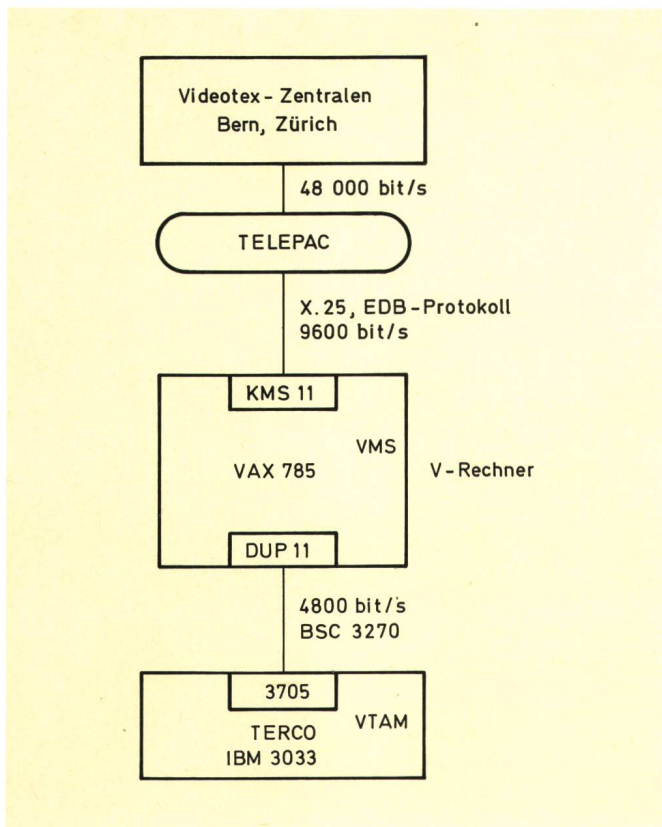 Videotex - Zentralen
Bern, Zürich
48 000 bit/s
TELEPAC
X.25, EDB-Protokoll
9600 bit/s
KMS 11
VMS
VAX 785
V-Rechner
DUP 11
4800 bit/s
BSC 3270
3705
VTAM
TERCO
IBM 3033